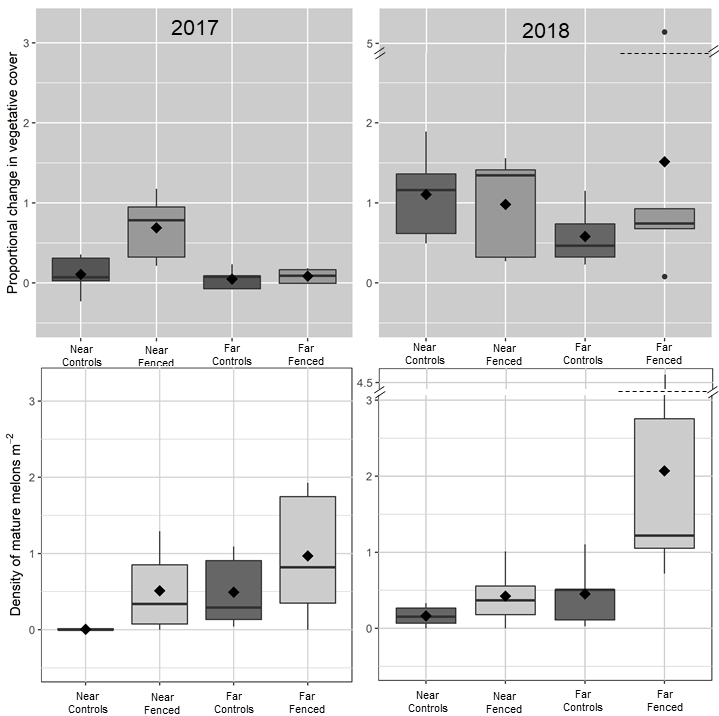 2017
2018
Proportional change in vegetative cover
3
2
1
0
5
2
1
0
Near
Controls
Near
Fenced
Far
Controls
Far
Fenced
Near
Controls
Near
Fenced
Far
Controls
Far
Fenced
Density of mature melons m⁻²
3
2
1
0
4.5
3
2
1
0
Near
Controls
Near
Fenced
Far
Controls
Far
Fenced
Near
Controls
Near
Fenced
Far
Controls
Far
Fenced